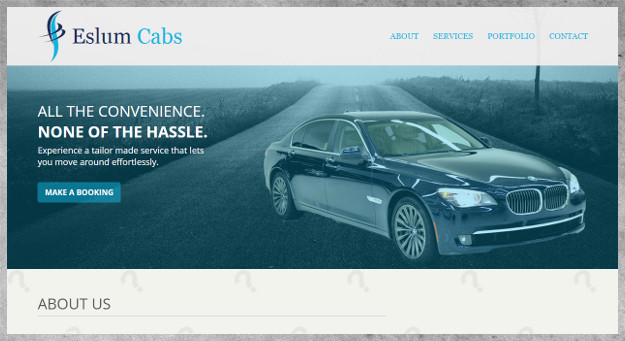 Eslum Cabs
ABOUT SERVICES PORTFOLIO CONTACT
ALL THE CONVENIENCE.
NONE OF THE HASSLE.
Experience a tailor made service that lets
you move around effortlessly.
MAKE A BOOKING
ABOUT US